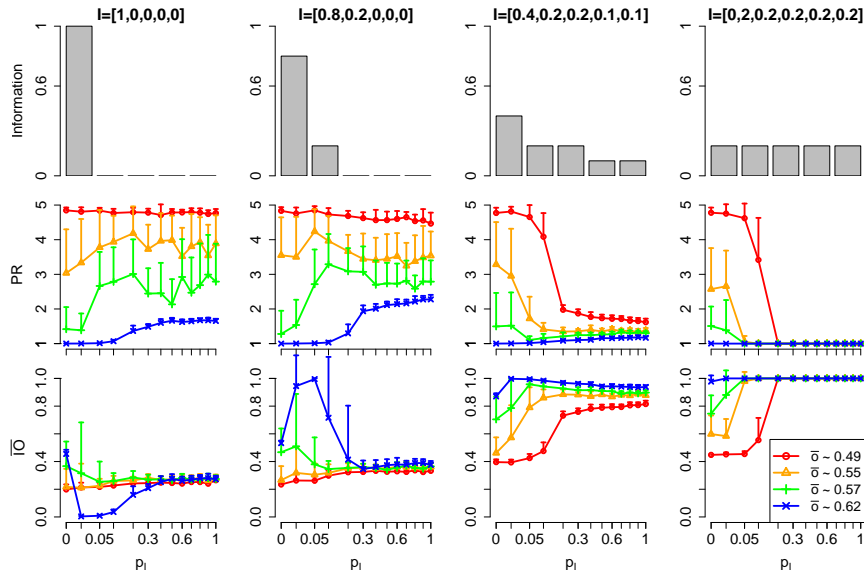 I=[1,0,0,0,0] I=[0.8,0.2,0,0,0] I=[0.4,0.2,0.2,0.1,0.1] I=[0,2,0.2,0.2,0.2,0.2]
Information
1 0.6 0
1 0.6 0
1 0.6 0
1 0.6 0
PR
5 4 3 2 1
5 4 3 2 1
5 4 3 2 1
5 4 3 2 1
IO
1.0 0.8 0.4 0.0
1.0 0.8 0.4 0.0
1.0 0.8 0.4 0.0
1.0 0.8 0.4 0.0
o ~ 0.49
o ~ 0.55
o ~ 0.57
o ~ 0.62
0 0.05 0.3 0.6 1
0 0.05 0.3 0.6 1
0 0.05 0.3 0.6 1
0 0.05 0.3 0.6 1
pI pI pI pI